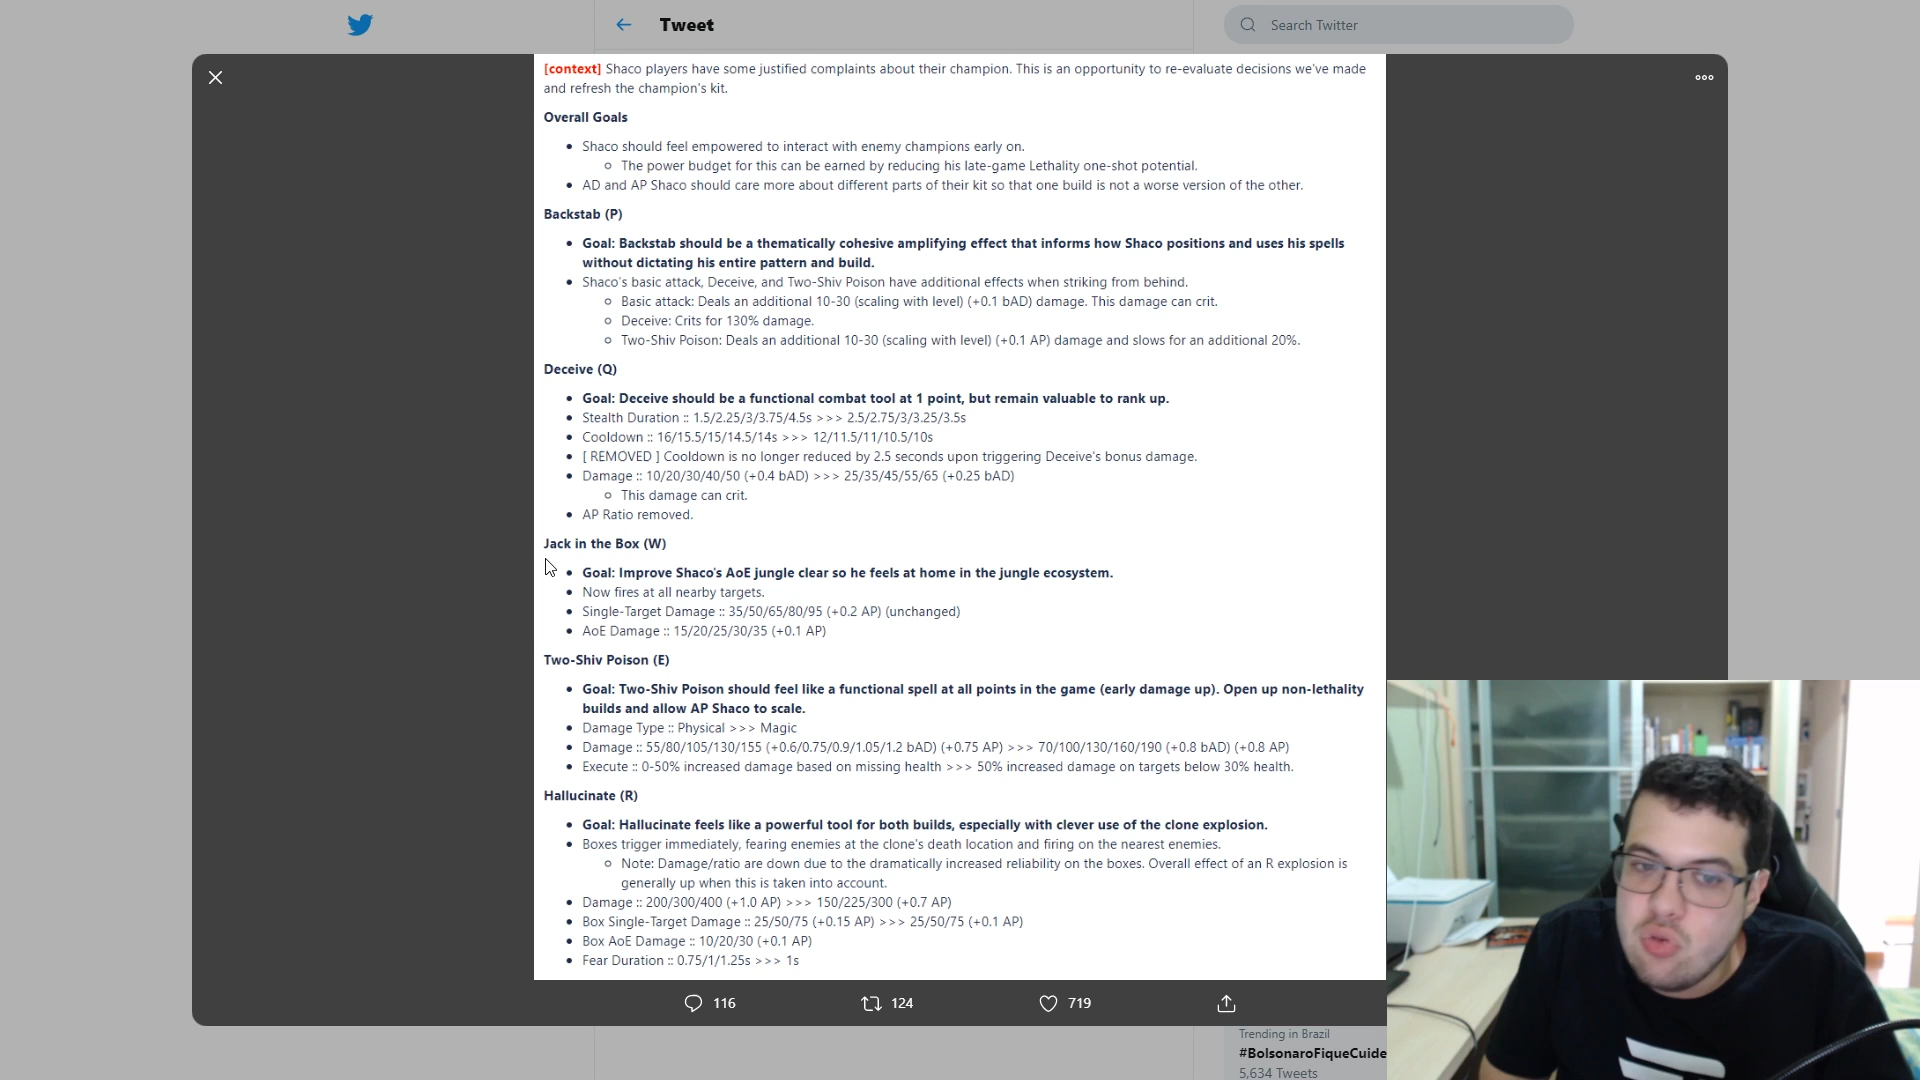 Tweet
Search Twitter
[context] Shaco players have some justified complaints about their champion. This is an opportunity to re-evaluate decisions we've made
and refresh the champion's kit.
Overall Goals
• Shaco should feel empowered to interact with enemy champions early on.
○ The power budget for this can be earned by reducing his late-game Lethality one-shot potential.
• AD and AP Shaco should care more about different parts of their kit so that one build is not a worse version of the other.
Backstab (P)
• Goal: Backstab should be a thematically cohesive amplifying effect that informs how Shaco positions and uses his spells
without dictating his entire pattern and build.
• Shaco's basic attack, Deceive, and Two-Shiv Poison have additional effects when striking from behind.
○ Basic attack: Deals an additional 10-30 (scaling with level) (+0.1 bAD) damage. This damage can crit.
○ Deceive: Crits for 130% damage.
○ Two-Shiv Poison: Deals an additional 10-30 (scaling with level) (+0.1 AP) damage and slows for an additional 20%.
Deceive (Q)
• Goal: Deceive should be a functional combat tool at 1 point, but remain valuable to rank up.
• Stealth Duration :: 1.5/2.25/3/3.75/4.5s >>> 2.5/2.75/3/3.25/3.5s
• Cooldown :: 16/15.5/15/14.5/14s >>> 12/11.5/11/10.5/10s
• [ REMOVED ] Cooldown is no longer reduced by 2.5 seconds upon triggering Deceive's bonus damage.
• Damage :: 10/20/30/40/50 (+0.4 bAD) >>> 25/35/45/55/65 (+0.25 bAD)
○ This damage can crit.
• AP Ratio removed.
Jack in the Box (W)
• Goal: Improve Shaco's AoE jungle clear so he feels at home in the jungle ecosystem.
• Now fires at all nearby targets.
• Single-Target Damage :: 35/50/65/80/95 (+0.2 AP) (unchanged)
• AoE Damage :: 15/20/25/30/35 (+0.1 AP)
Two-Shiv Poison (E)
• Goal: Two-Shiv Poison should feel like a functional spell at all points in the game (early damage up). Open up non-lethality
builds and allow AP Shaco to scale.
• Damage Type :: Physical >>> Magic
• Damage :: 55/80/105/130/155 (+0.6/0.75/0.9/1.05/1.2 bAD) (+0.75 AP) >>> 70/100/130/160/190 (+0.8 bAD) (+0.8 AP)
• Execute :: 0-50% increased damage based on missing health >>> 50% increased damage on targets below 30% health.
Hallucinate (R)
• Goal: Hallucinate feels like a powerful tool for both builds, especially with clever use of the clone explosion.
• Boxes trigger immediately, fearing enemies at the clone's death location and firing on the nearest enemies.
○ Note: Damage/ratio are down due to the dramatically increased reliability on the boxes. Overall effect of an R explosion is
generally up when this is taken into account.
• Damage :: 200/300/400 (+1.0 AP) >>> 150/225/300 (+0.7 AP)
• Box Single-Target Damage :: 25/50/75 (+0.15 AP) >>> 25/50/75 (+0.1 AP)
• Box AoE Damage :: 10/20/30 (+0.1 AP)
• Fear Duration :: 0.75/1/1.25s >>> 1s
116 124 719
Trending in Brazil
#BolsonaroFiqueCuide
5,634 Tweets